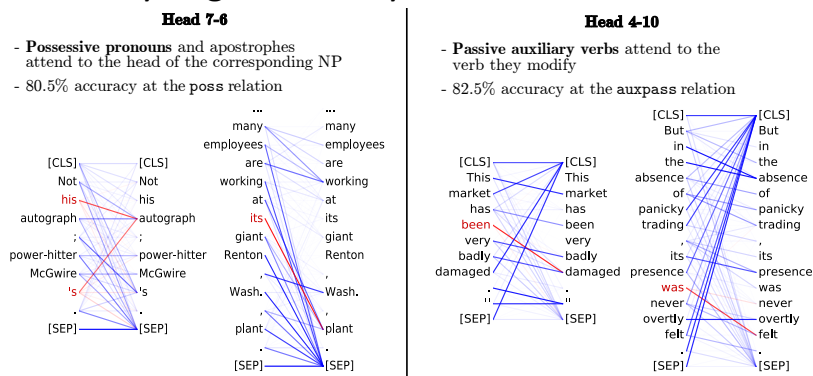 Head 7-6
- Possessive pronouns and apostrophes
attend to the head of the corresponding NP
- 80.5% accuracy at the poss relation
[CLS] [CLS]
Not Not
his his
autograph autograph
; ;
power-hitter power-hitter
McGwire McGwire
's 's
. .
[SEP] [SEP]
... ...
many many
employees employees
are are
working working
at at
its its
giant giant
Renton Renton
, ,
Wash. Wash.
, ,
plant plant
. .
[SEP] [SEP]
Head 4-10
- Passive auxiliary verbs attend to the
verb they modify
- 82.5% accuracy at the auxpass relation
[CLS] [CLS]
This This
market market
has has
been been
very very
badly badly
damaged damaged
. .
" "
[SEP] [SEP]
[CLS] [CLS]
But But
in in
the the
absence absence
of of
panicky panicky
trading trading
, ,
its its
presence presence
was was
never never
overtly overtly
felt felt
. .
[SEP] [SEP]